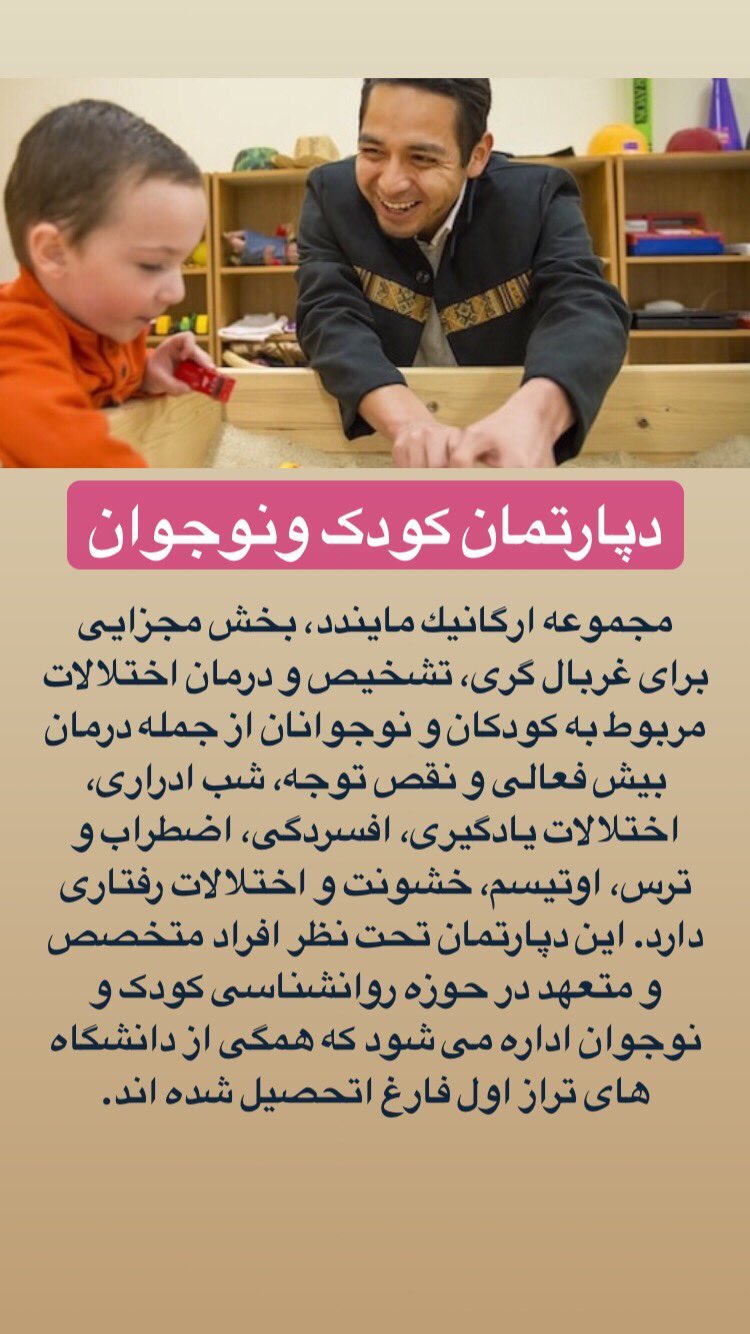 دپارتمان کودک ونوجوان
مجموعه ارگانیك مایندد، بخش مجزایی
برای غربال گری، تشخیص و درمان اختلالات
مربوط به کودکان و نوجوانان از جمله درمان
بیش فعالی و نقص توجه، شب ادراری،
اختلالات یادگیری، افسردگی، اضطراب و
ترس، اوتیسم، خشونت و اختلالات رفتاری
دارد. این دپارتمان تحت نظر افراد متخصص
و متعهد در حوزه روانشناسی کودک و
نوجوان اداره می شود که همگی از دانشگاه
های تراز اول فارغ اتحصیل شده اند.